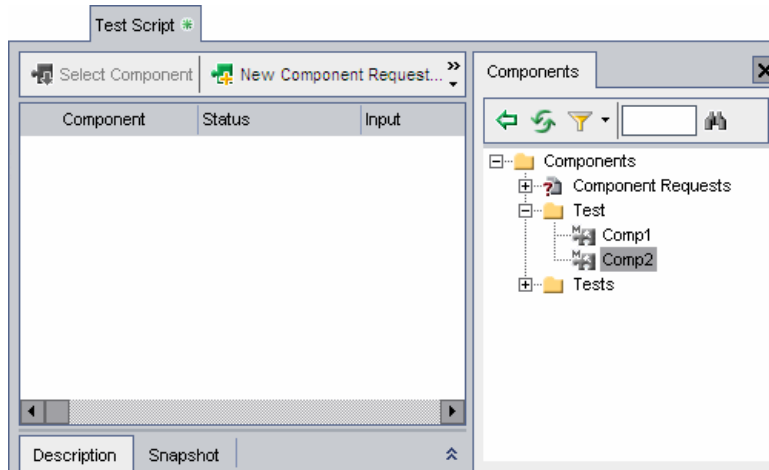 Test Script
Select Component
New Component Request...
Component Status Input
Description Snapshot
Components
Components
Component Requests
Test
Comp1
Comp2
Tests